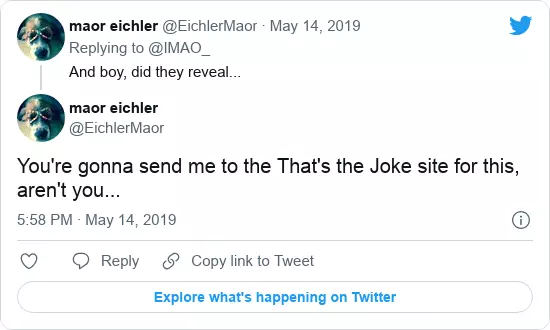 maor eichler @EichlerMaor · May 14, 2019
Replying to @IMAO_
And boy, did they reveal...
maor eichler
@EichlerMaor
You're gonna send me to the That's the Joke site for this,
aren't you...
5:58 PM · May 14, 2019
Reply
Copy link to Tweet
Explore what's happening on Twitter